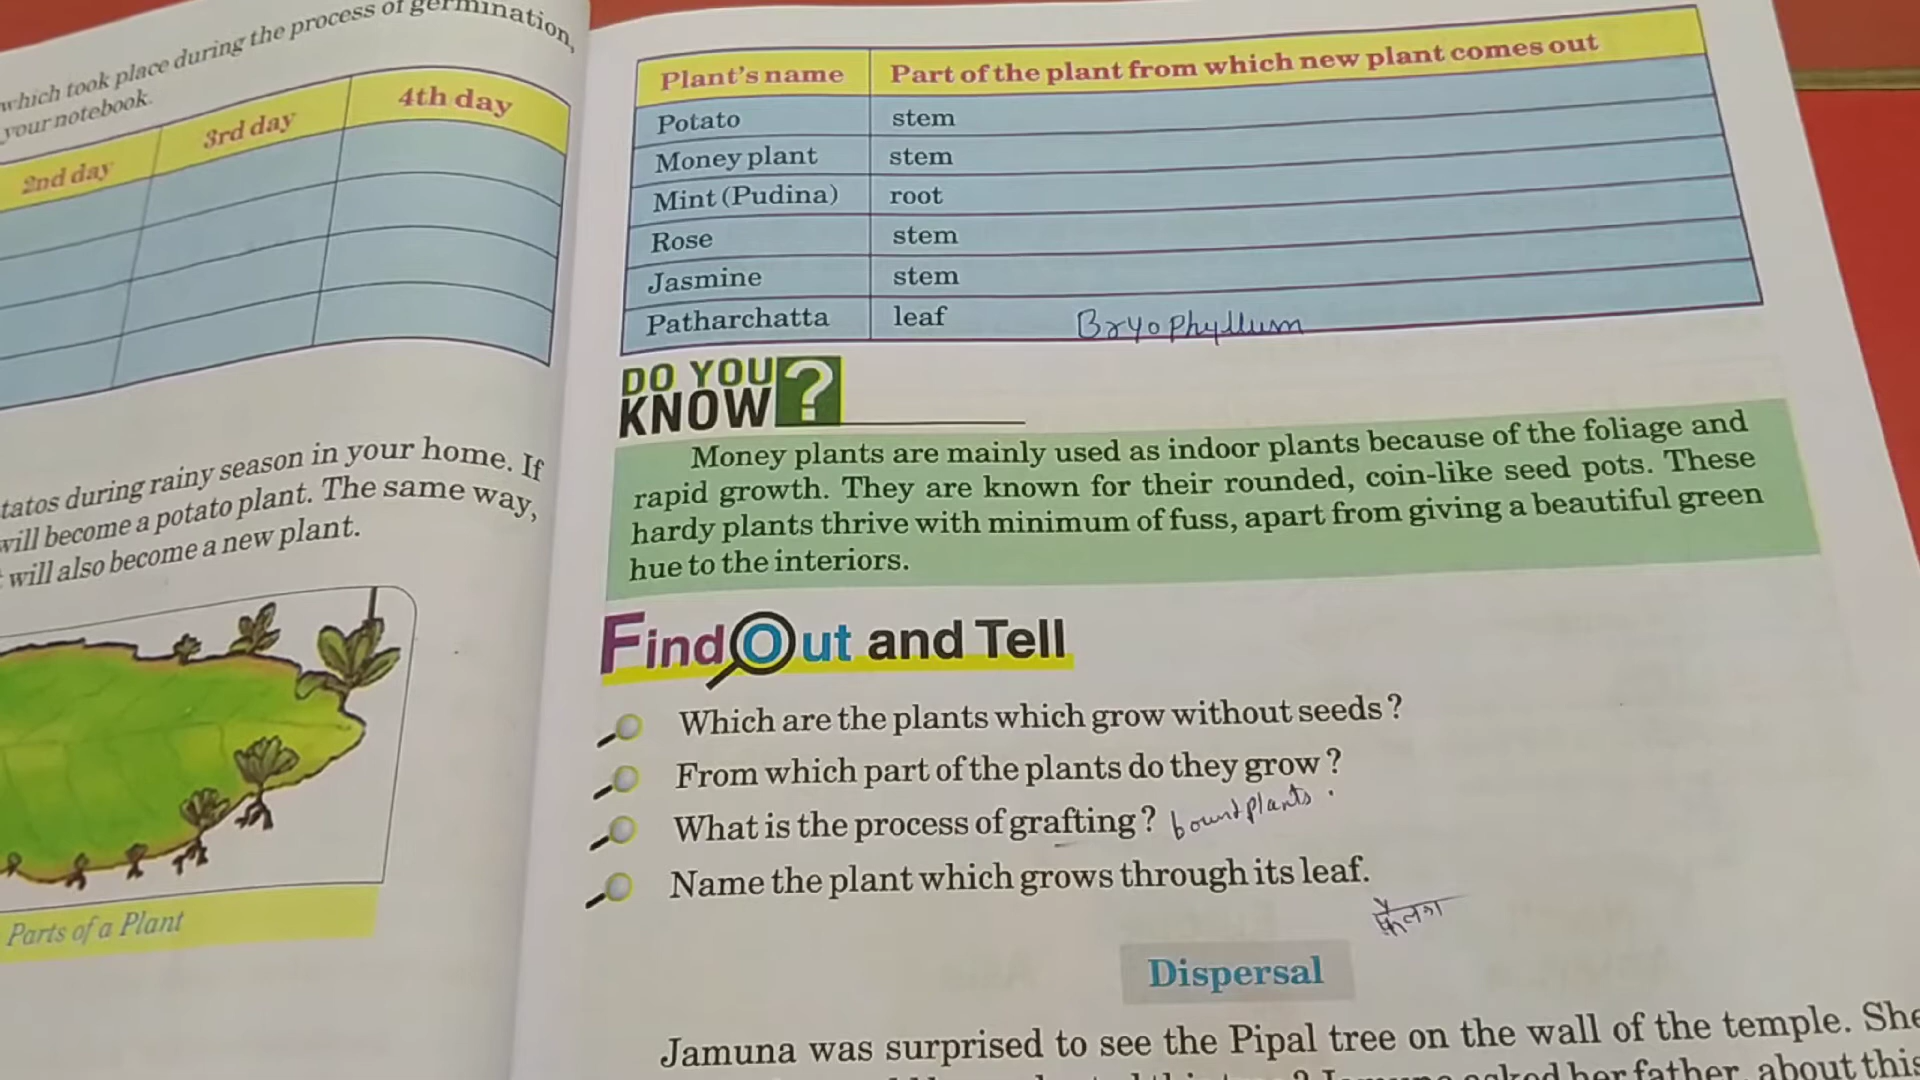 which took place during the process of germination,
your notebook.
2nd day 3rd day 4th day
tatos during rainy season in your home. If
will become a potato plant. The same way,
will also become a new plant.
Parts of a Plant
Plant's name Part of the plant from which new plant comes out
Potato stem
Money plant stem
Mint (Pudina) root
Rose stem
Jasmine stem
Patharchatta leaf Bryophyllum
DO YOU
KNOW ?
Money plants are mainly used as indoor plants because of the foliage and
rapid growth. They are known for their rounded, coin-like seed pots. These
hardy plants thrive with minimum of fuss, apart from giving a beautiful green
hue to the interiors.
Find Out and Tell
Which are the plants which grow without seeds?
From which part of the plants do they grow?
What is the process of grafting? bount plants.
Name the plant which grows through its leaf.
Dispersal
Jamuna was surprised to see the Pipal tree on the wall of the temple. She
asked her father about this